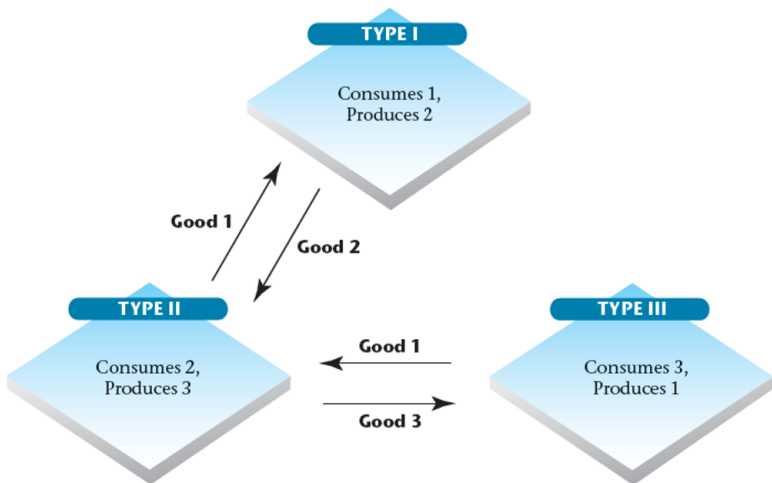 TYPE I
Consumes 1,
Produces 2
Good 1
Good 2
TYPE II
Consumes 2,
Produces 3
Good 1
Good 3
TYPE III
Consumes 3,
Produces 1